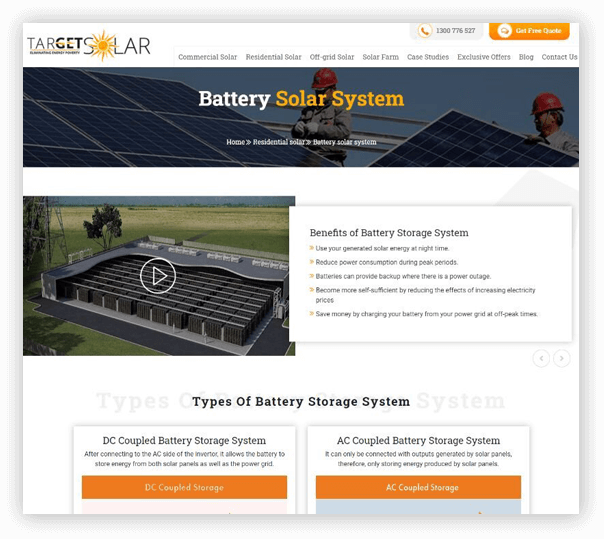 TARGETSOLAR
ELIMINATING ENERGY POVERTY
1300 776 527
Get Free Quote
Commercial Solar Residential Solar Off-grid Solar Solar Farm Case Studies Exclusive Offers Blog Contact Us
Battery Solar System
Home » Residential solar » Battery solar system
Benefits of Battery Storage System
» Use your generated solar energy at night time.
» Reduce power consumption during peak periods.
» Batteries can provide backup where there is a power outage.
» Become more self-sufficient by reducing the effects of increasing electricity
prices
» Save money by charging your battery from your power grid at off-peak times.
Types Of Battery Storage System
Types Of Battery Storage System
DC Coupled Battery Storage System
After connecting to the AC side of the invertor, it allows the battery to
store energy from both solar panels as well as the power grid.
DC Coupled Storage
AC Coupled Battery Storage System
It can only be connected with outputs generated by solar panels,
therefore, only storing energy produced by solar panels.
AC Coupled Storage